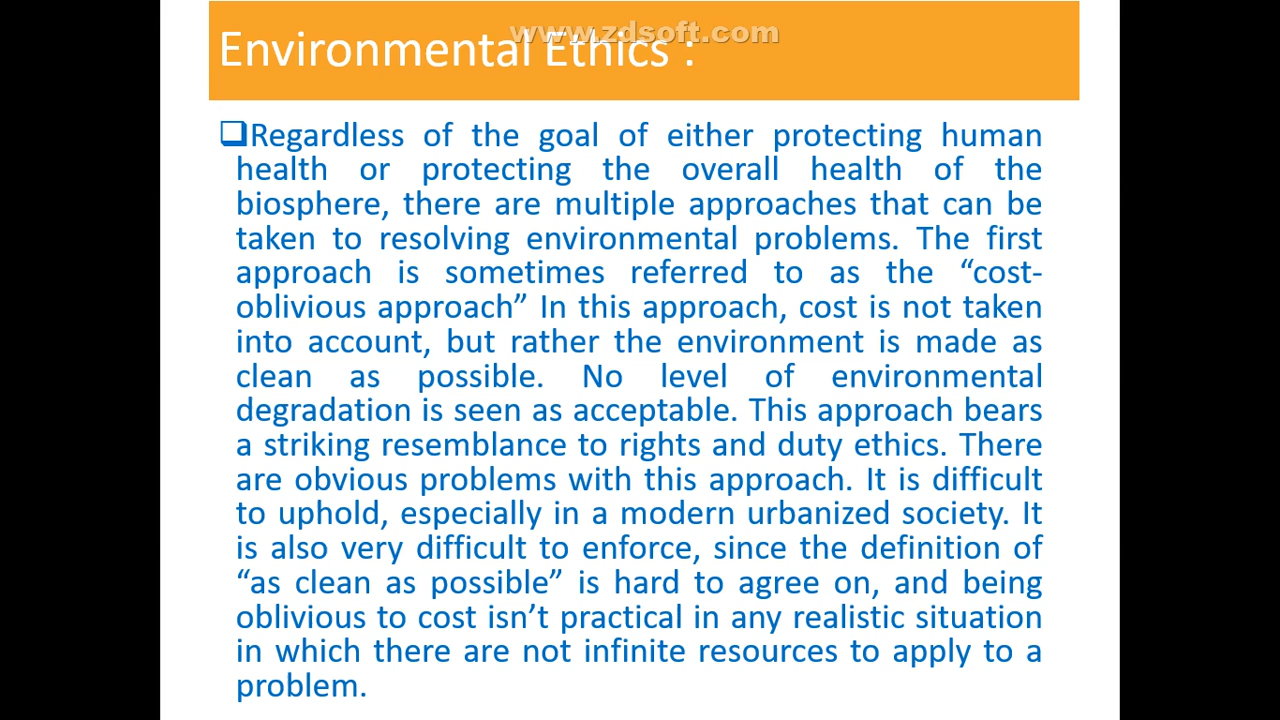 www.zdsoft.com
Environmental Ethics :
❑Regardless of the goal of either protecting human
health or protecting the overall health of the
biosphere, there are multiple approaches that can be
taken to resolving environmental problems. The first
approach is sometimes referred to as the “cost-
oblivious approach” In this approach, cost is not taken
into account, but rather the environment is made as
clean as possible. No level of environmental
degradation is seen as acceptable. This approach bears
a striking resemblance to rights and duty ethics. There
are obvious problems with this approach. It is difficult
to uphold, especially in a modern urbanized society. It
is also very difficult to enforce, since the definition of
“as clean as possible” is hard to agree on, and being
oblivious to cost isn’t practical in any realistic situation
in which there are not infinite resources to apply to a
problem.